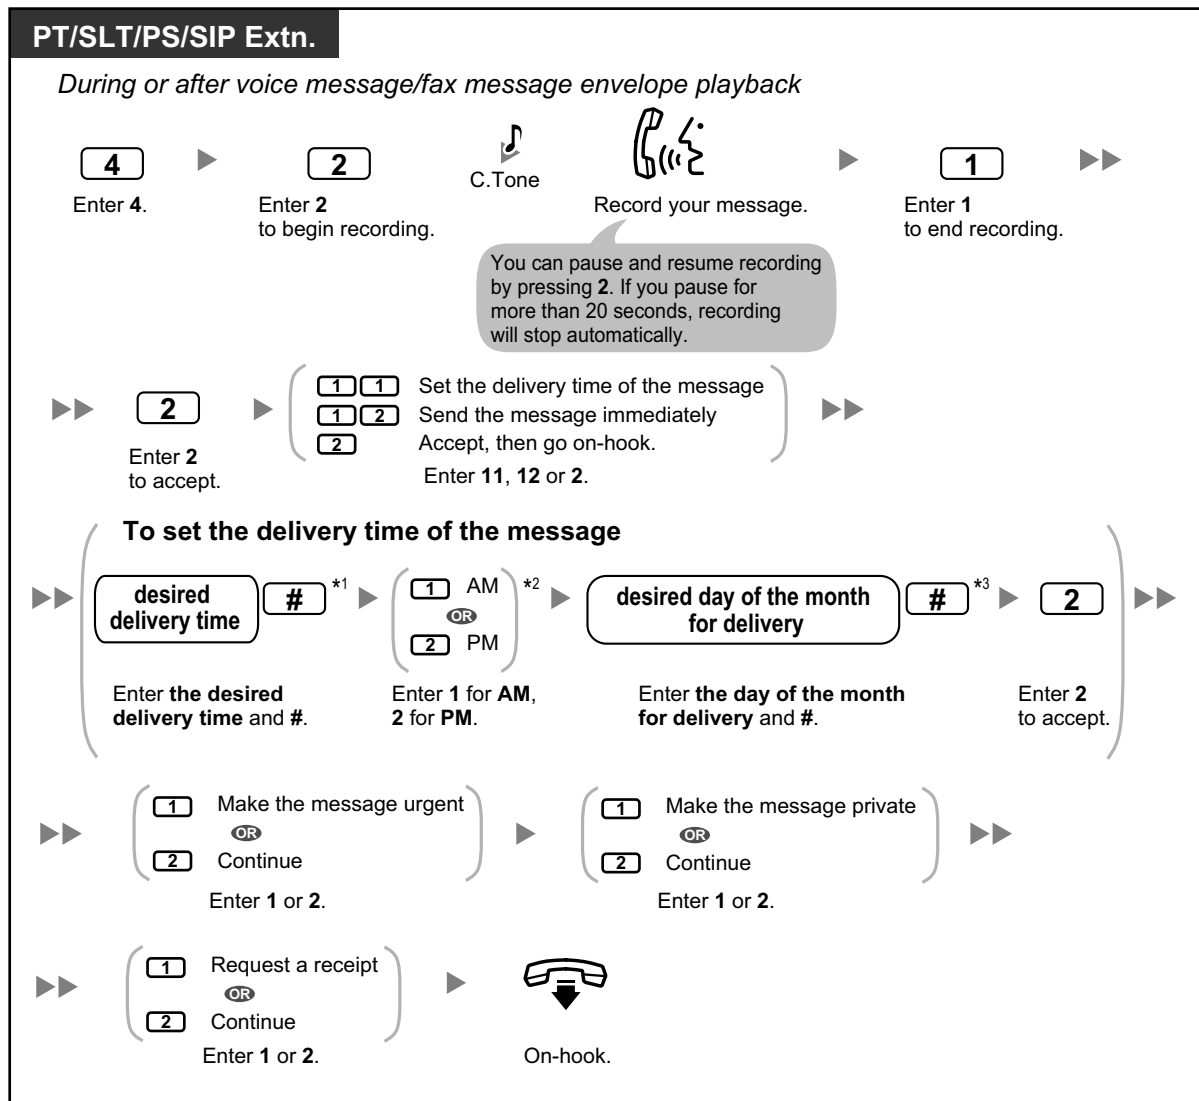 PT/SLT/PS/SIP Extn.
During or after voice message/fax message envelope playback
4
2
C.Tone
1
Enter 4.
Enter 2
to begin recording.
Record your message.
Enter 1
to end recording.
You can pause and resume recording
by pressing 2. If you pause for
more than 20 seconds, recording
will stop automatically.
2
Enter 2
to accept.
1 1 Set the delivery time of the message
1 2 Send the message immediately
2 Accept, then go on-hook.
Enter 11, 12 or 2.
To set the delivery time of the message
desired
delivery time
# *1
1 AM
OR
2 PM
*2
desired day of the month
for delivery
# *3
2
Enter the desired
delivery time and #.
Enter 1 for AM,
2 for PM.
Enter the day of the month
for delivery and #.
Enter 2
to accept.
1 Make the message urgent
OR
2 Continue
Enter 1 or 2.
1 Make the message private
OR
2 Continue
Enter 1 or 2.
1 Request a receipt
OR
2 Continue
Enter 1 or 2.
On-hook.